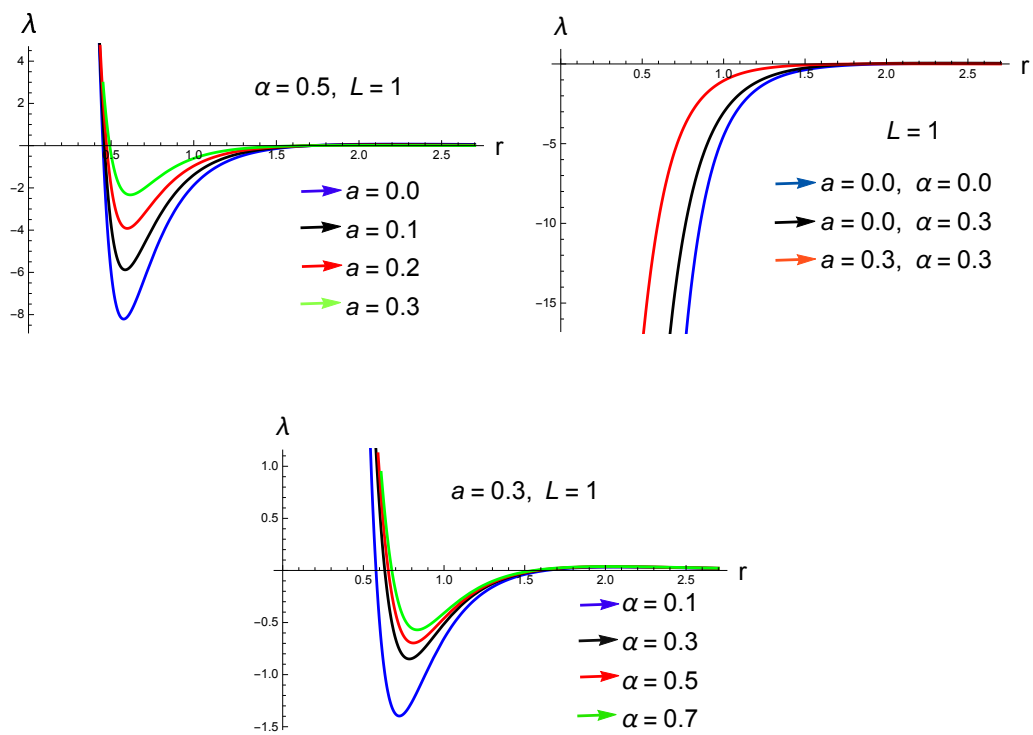 λ
4
α = 0.5, L = 1
2
0.5 1.0 1.5 2.0 2.5 r
−2
a = 0.0
−4
a = 0.1
−6
a = 0.2
−8
a = 0.3
λ
0.5 1.0 1.5 2.0 2.5 r
L = 1
−5
a = 0.0, α = 0.0
−10
a = 0.0, α = 0.3
a = 0.3, α = 0.3
−15
λ
1.0
a = 0.3, L = 1
0.5
0.5 1.0 1.5 2.0 2.5 r
α = 0.1
−0.5
α = 0.3
−1.0
α = 0.5
α = 0.7
−1.5